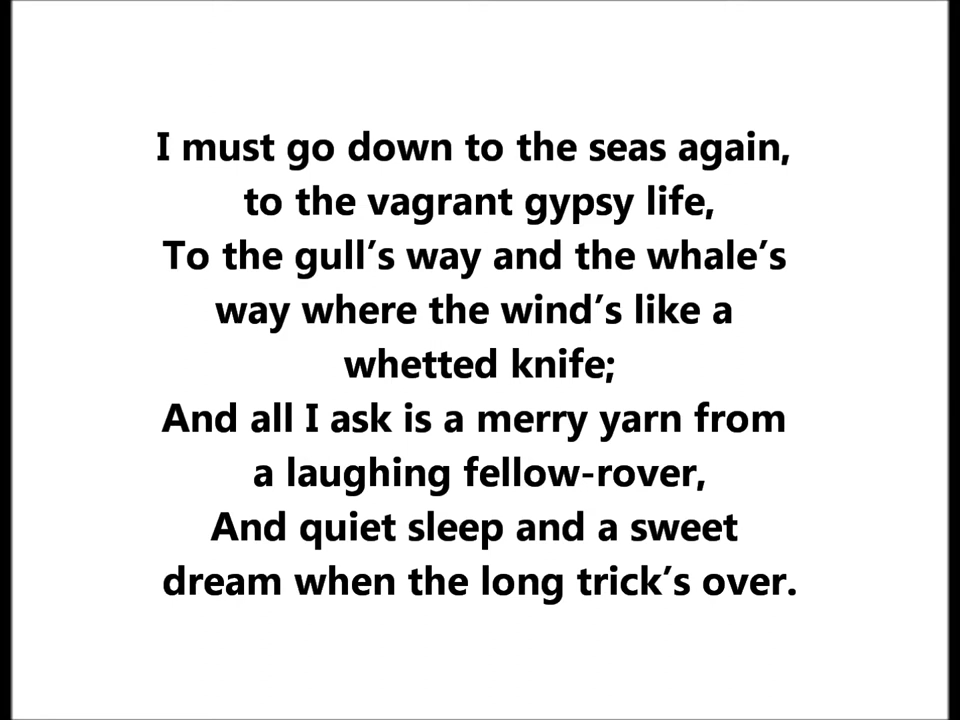 I must go down to the seas again,
to the vagrant gypsy life,
To the gull’s way and the whale’s
way where the wind’s like a
whetted knife;
And all I ask is a merry yarn from
a laughing fellow-rover,
And quiet sleep and a sweet
dream when the long trick’s over.